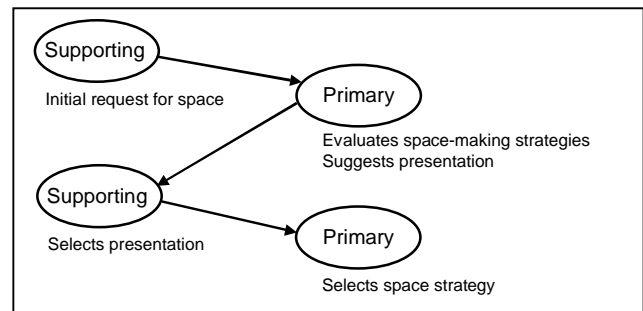 Supporting
Initial request for space
Primary
Evaluates space-making strategies
Suggests presentation
Supporting
Selects presentation
Primary
Selects space strategy